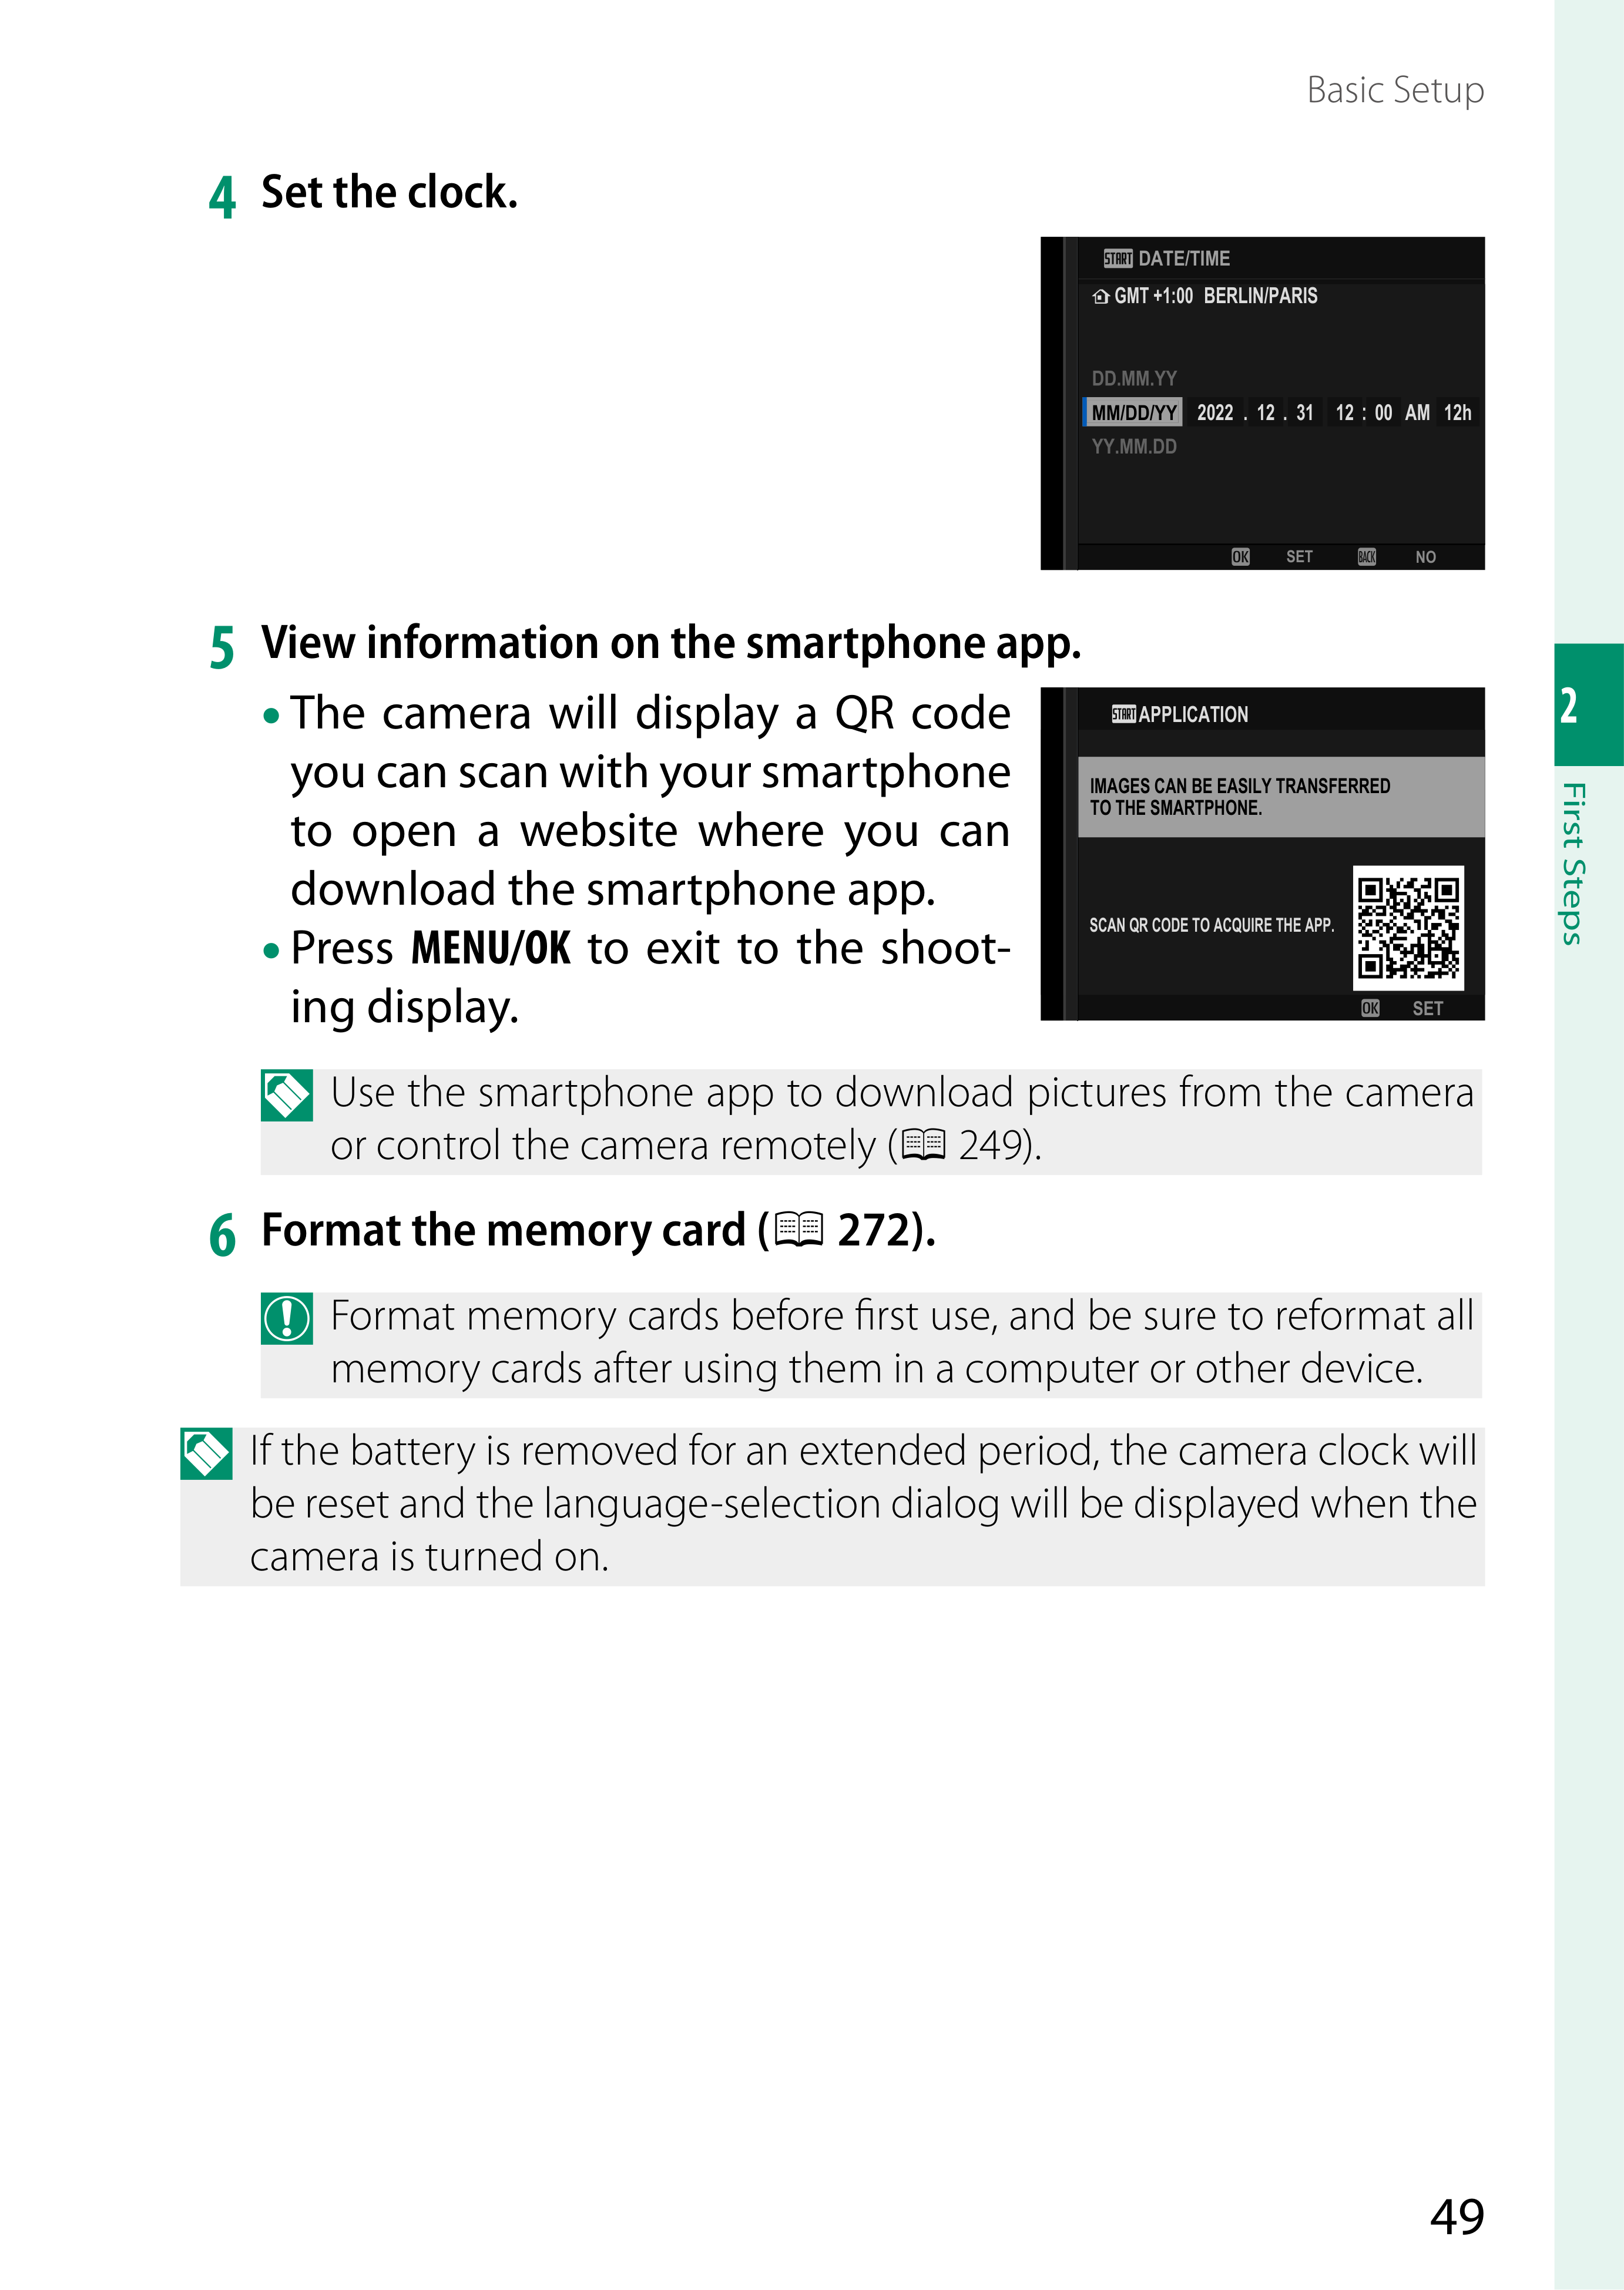 Basic Setup
4 Set the clock.
START DATE/TIME
GMT +1:00 BERLIN/PARIS
DD.MM.YY
MM/DD/YY 2022 . 12 . 31 12 : 00 AM 12h
YY.MM.DD
OK SET BACK NO
5 View information on the smartphone app.
• The camera will display a QR code
you can scan with your smartphone
to open a website where you can
download the smartphone app.
• Press MENU/OK to exit to the shoot-
ing display.
START APPLICATION
IMAGES CAN BE EASILY TRANSFERRED
TO THE SMARTPHONE.
SCAN QR CODE TO ACQUIRE THE APP.
OK SET
Use the smartphone app to download pictures from the camera
or control the camera remotely ( 249).
6 Format the memory card ( 272).
Format memory cards before first use, and be sure to reformat all
memory cards after using them in a computer or other device.
If the battery is removed for an extended period, the camera clock will
be reset and the language-selection dialog will be displayed when the
camera is turned on.
2
First Steps
49